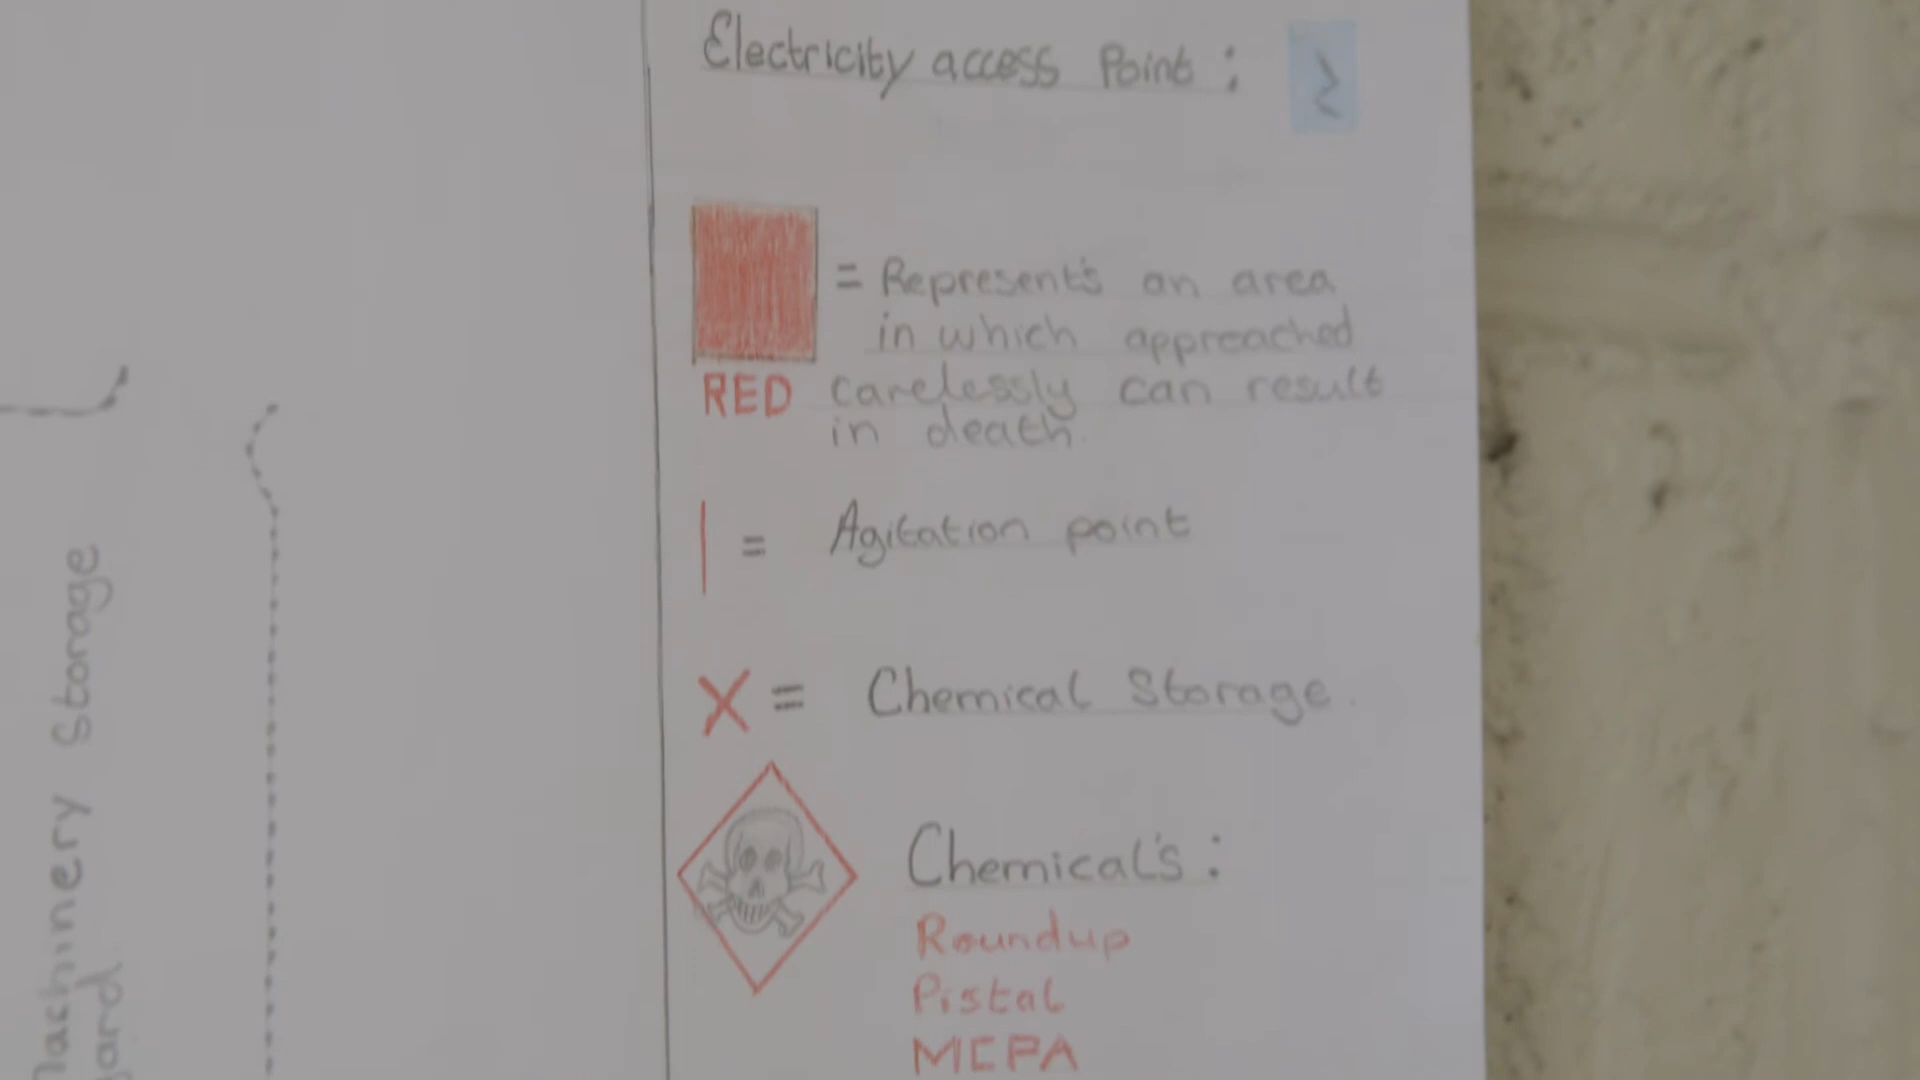 Electricity access Point :
= Represent's an area
in which approached
RED carelessly can result
in death.
| = Agitation point
X = Chemical Storage.
Chemical's :
Roundup
Pistal
MCPA
Machinery Storage
yard